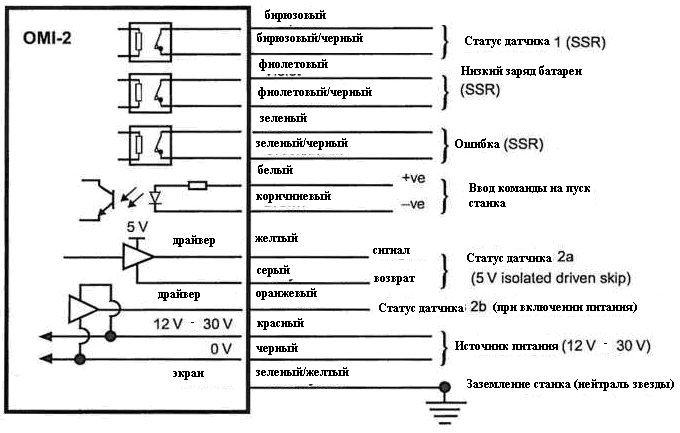 OMI-2
бирюзовый
бирюзовый/черный
Статус датчика 1 (SSR)
фиолетовый
фиолетовый/черный
Низкий заряд батареи
(SSR)
зеленый
зеленый/черный
Ошибка (SSR)
белый
+ve
коричиневый
–ve
Ввод команды на пуск
станка
5 V
драйвер
желтый
сигнал
серый
возврат
Статус датчика 2a
(5 V isolated driven skip)
драйвер
оранжевый
Статус датчика 2b (при включении питания)
12 V - 30 V
красный
0 V
черный
Источник питания (12 V - 30 V)
экран
зеленый/желтый
Заземление станка (нейтраль звезды)